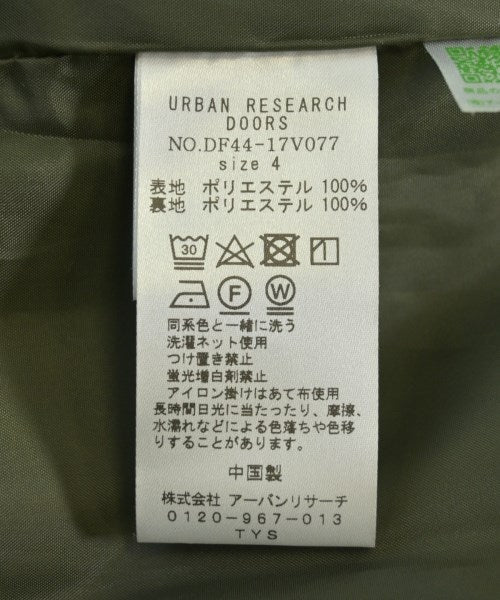 URBAN RESEARCH
DOORS
NO.DF44-17V077
size 4
表地 ポリエステル 100%
裏地 ポリエステル 100%
30
F W
同系色と一緒に洗う
洗濯ネット使用
つけ置き禁止
蛍光増白剤禁止
アイロン掛けはあて布使用
長時間日光に当たったり、摩擦、
水濡れなどによる色落ちや色移
りすることがあります。
中国製
株式会社 アーバンリサーチ
0120-967-013
TYS
商品の